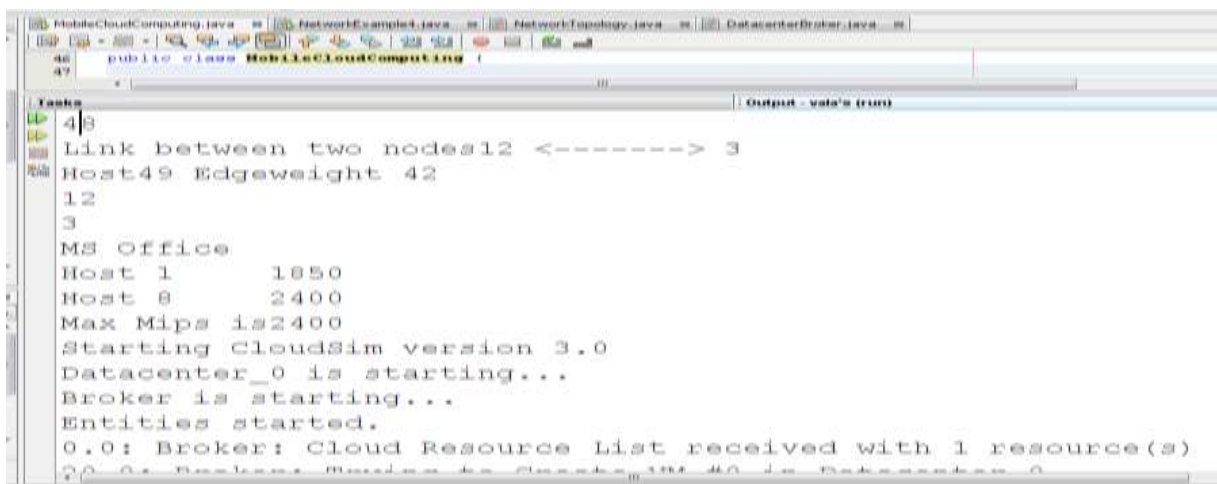 MobileCloudComputing.java NetworkExample4.java NetworkTopology.java DatacenterBroker.java
46 public class MobileCloudComputing {
47
Tasks Output - vala's (run)
48
Link between two nodes12 <-------> 3
Host49 Edgeweight 42
12
3
MS Office
Host 1 1850
Host 8 2400
Max Mips is2400
Starting CloudSim version 3.0
Datacenter_0 is starting...
Broker is starting...
Entities started.
0.0: Broker: Cloud Resource List received with 1 resource(s)